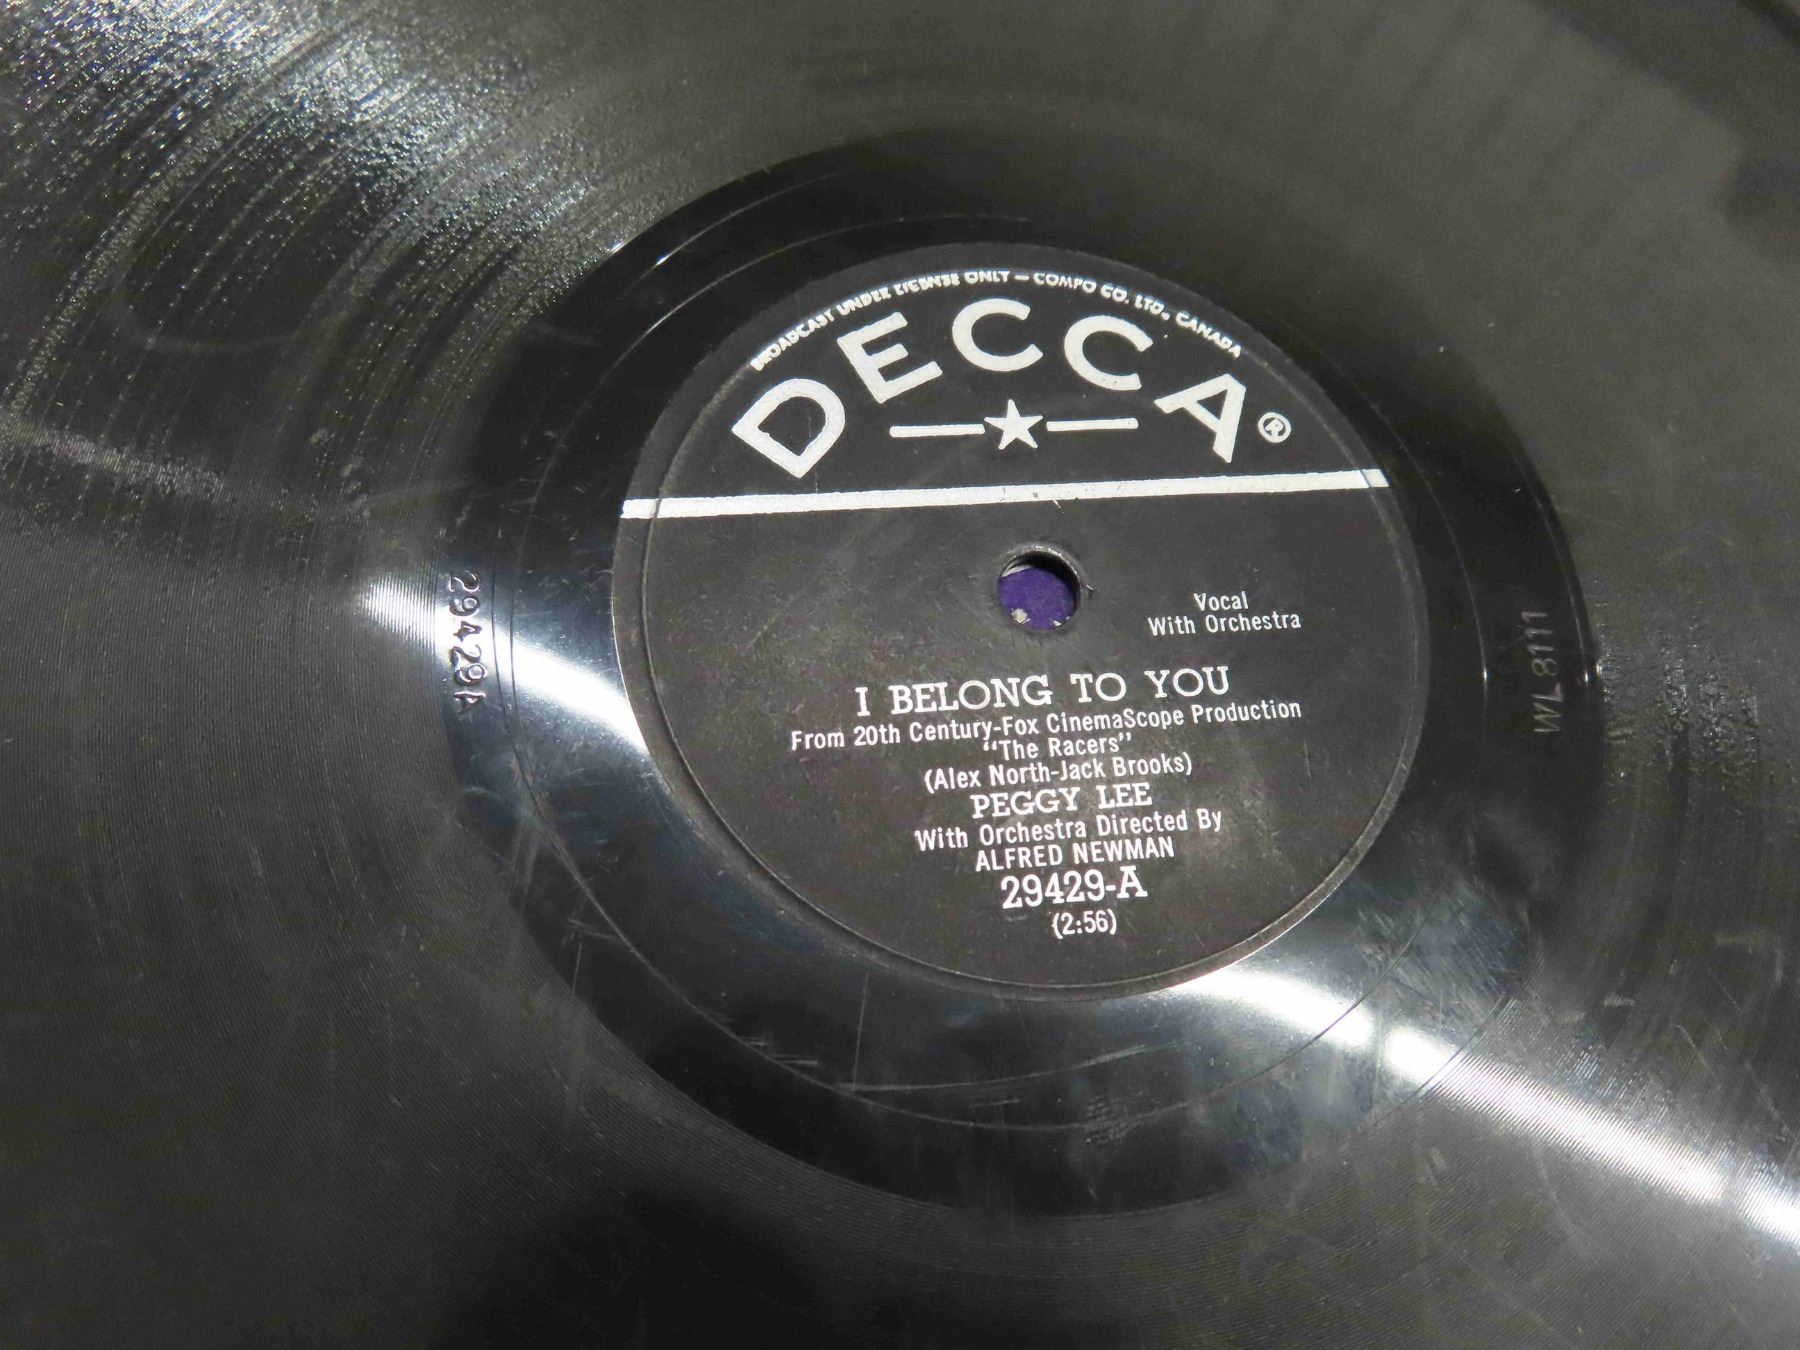 BROADCAST UNDER LICENSE ONLY — COMPO CO. LTD., CANADA
DECCA®
Vocal
With Orchestra
I BELONG TO YOU
From 20th Century-Fox CinemaScope Production
“The Racers”
(Alex North-Jack Brooks)
PEGGY LEE
With Orchestra Directed By
ALFRED NEWMAN
29429-A
(2:56)
29429A
WL 8111